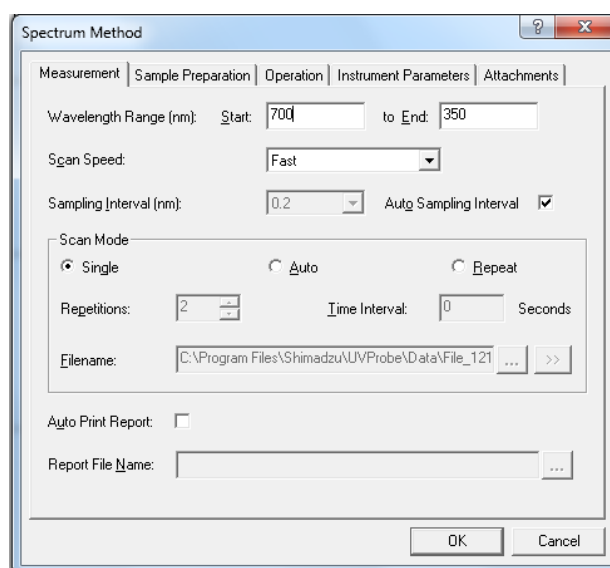 Spectrum Method
Measurement Sample Preparation Operation Instrument Parameters Attachments
Wavelength Range (nm): Start: 700 to End: 350
Scan Speed: Fast
Sampling Interval (nm): 0.2 Auto Sampling Interval
Scan Mode
Single Auto Repeat
Repetitions: 2 Time Interval: 0 Seconds
Filename: C:\Program Files\Shimadzu\UVProbe\Data\File_121 ... >>
Auto Print Report:
Report File Name: ...
OK Cancel